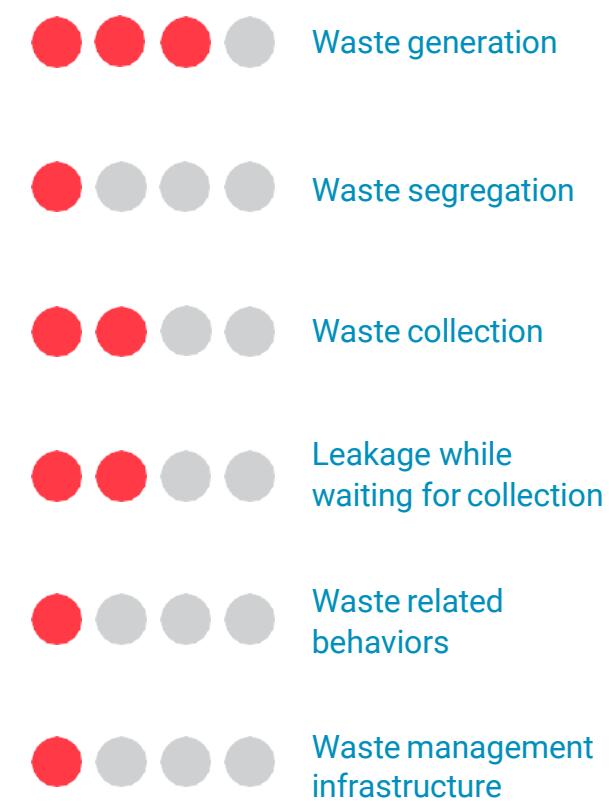 Waste generation
Waste segregation
Waste collection
Leakage while
waiting for collection
Waste related
behaviors
Waste management
infrastructure